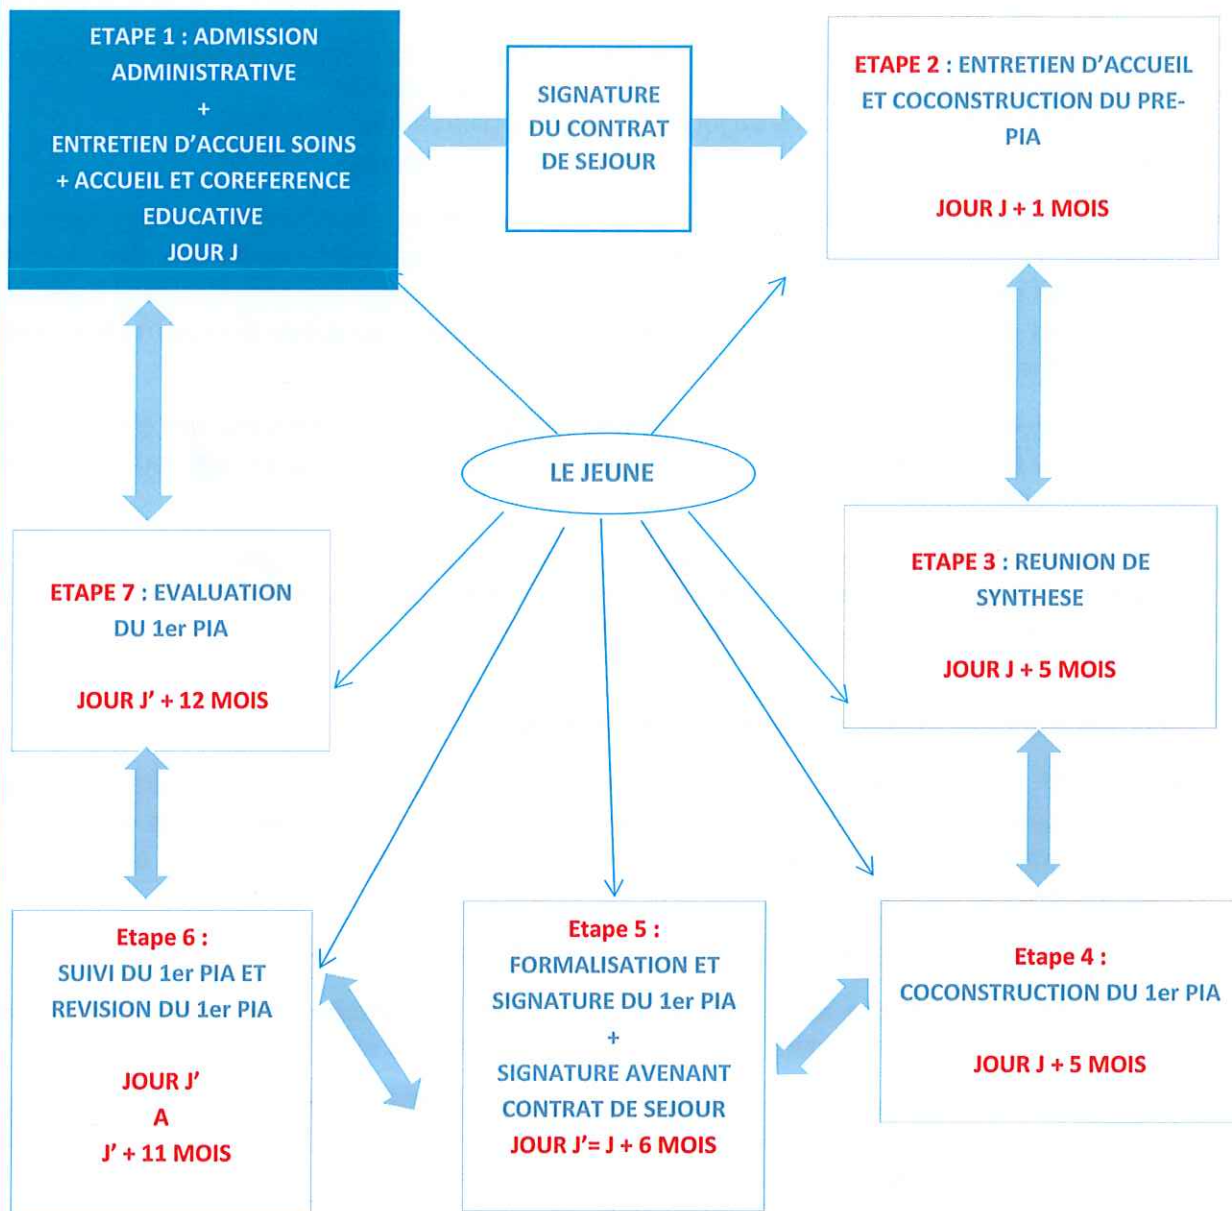 ETAPE 1 : ADMISSION
ADMINISTRATIVE
+
ENTRETIEN D’ACCUEIL SOINS
+ ACCUEIL ET COREFERENCE
EDUCATIVE
JOUR J
SIGNATURE
DU CONTRAT
DE SEJOUR
ETAPE 2 : ENTRETIEN D’ACCUEIL
ET COCONSTRUCTION DU PRE-
PIA
JOUR J + 1 MOIS
LE JEUNE
ETAPE 3 : REUNION DE
SYNTHESE
JOUR J + 5 MOIS
Etape 4 :
COCONSTRUCTION DU 1er PIA
JOUR J + 5 MOIS
Etape 5 :
FORMALISATION ET
SIGNATURE DU 1er PIA
+
SIGNATURE AVENANT
CONTRAT DE SEJOUR
JOUR J’= J + 6 MOIS
Etape 6 :
SUIVI DU 1er PIA ET
REVISION DU 1er PIA
JOUR J’
A
J’ + 11 MOIS
ETAPE 7 : EVALUATION
DU 1er PIA
JOUR J’ + 12 MOIS